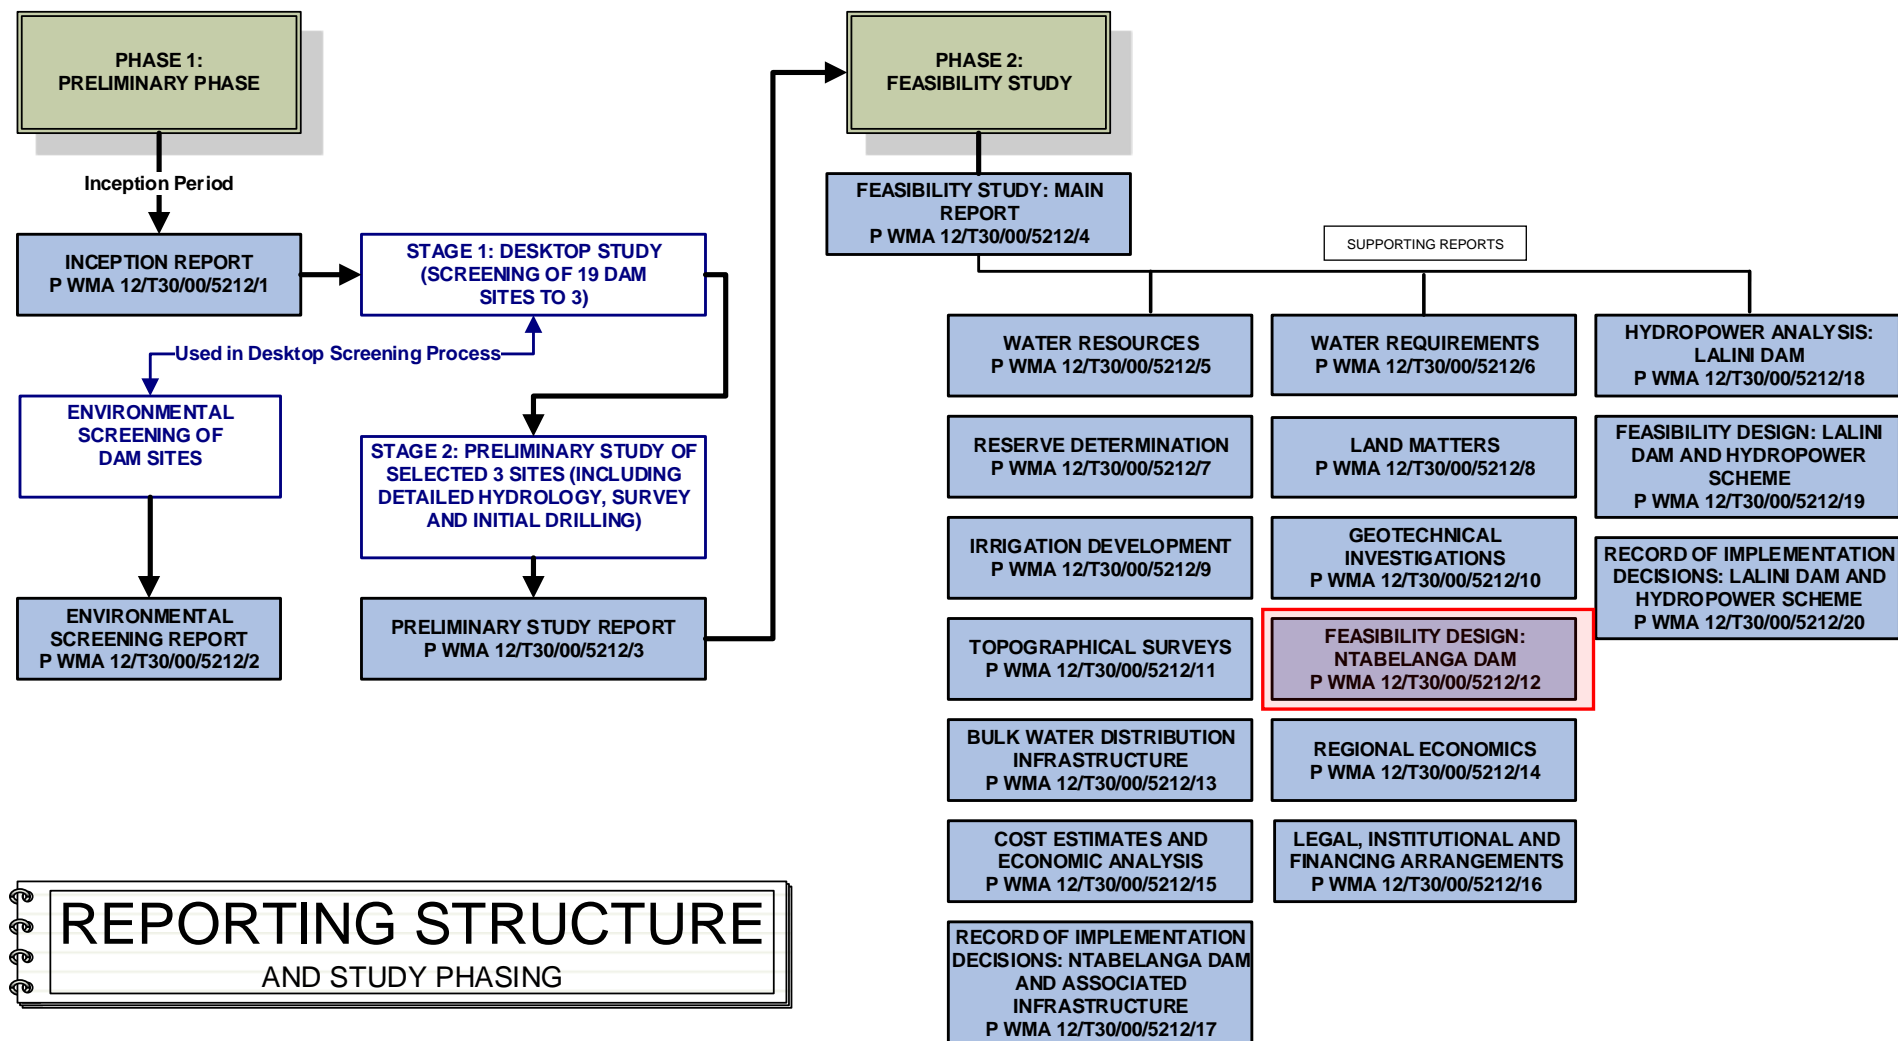 PHASE 1:
PRELIMINARY PHASE
Inception Period
INCEPTION REPORT
P WMA 12/T30/00/5212/1
STAGE 1: DESKTOP STUDY
(SCREENING OF 19 DAM
SITES TO 3)
Used in Desktop Screening Process
ENVIRONMENTAL
SCREENING OF
DAM SITES
STAGE 2: PRELIMINARY STUDY OF
SELECTED 3 SITES (INCLUDING
DETAILED HYDROLOGY, SURVEY
AND INITIAL DRILLING)
ENVIRONMENTAL
SCREENING REPORT
P WMA 12/T30/00/5212/2
PRELIMINARY STUDY REPORT
P WMA 12/T30/00/5212/3
PHASE 2:
FEASIBILITY STUDY
FEASIBILITY STUDY: MAIN
REPORT
P WMA 12/T30/00/5212/4
SUPPORTING REPORTS
WATER RESOURCES
P WMA 12/T30/00/5212/5
WATER REQUIREMENTS
P WMA 12/T30/00/5212/6
HYDROPOWER ANALYSIS:
LALINI DAM
P WMA 12/T30/00/5212/18
RESERVE DETERMINATION
P WMA 12/T30/00/5212/7
LAND MATTERS
P WMA 12/T30/00/5212/8
FEASIBILITY DESIGN: LALINI
DAM AND HYDROPOWER
SCHEME
P WMA 12/T30/00/5212/19
IRRIGATION DEVELOPMENT
P WMA 12/T30/00/5212/9
GEOTECHNICAL
INVESTIGATIONS
P WMA 12/T30/00/5212/10
RECORD OF IMPLEMENTATION
DECISIONS: LALINI DAM AND
HYDROPOWER SCHEME
P WMA 12/T30/00/5212/20
TOPOGRAPHICAL SURVEYS
P WMA 12/T30/00/5212/11
FEASIBILITY DESIGN:
NTABELANGA DAM
P WMA 12/T30/00/5212/12
BULK WATER DISTRIBUTION
INFRASTRUCTURE
P WMA 12/T30/00/5212/13
REGIONAL ECONOMICS
P WMA 12/T30/00/5212/14
COST ESTIMATES AND
ECONOMIC ANALYSIS
P WMA 12/T30/00/5212/15
LEGAL, INSTITUTIONAL AND
FINANCING ARRANGEMENTS
P WMA 12/T30/00/5212/16
RECORD OF IMPLEMENTATION
DECISIONS: NTABELANGA DAM
AND ASSOCIATED
INFRASTRUCTURE
P WMA 12/T30/00/5212/17
REPORTING STRUCTURE
AND STUDY PHASING